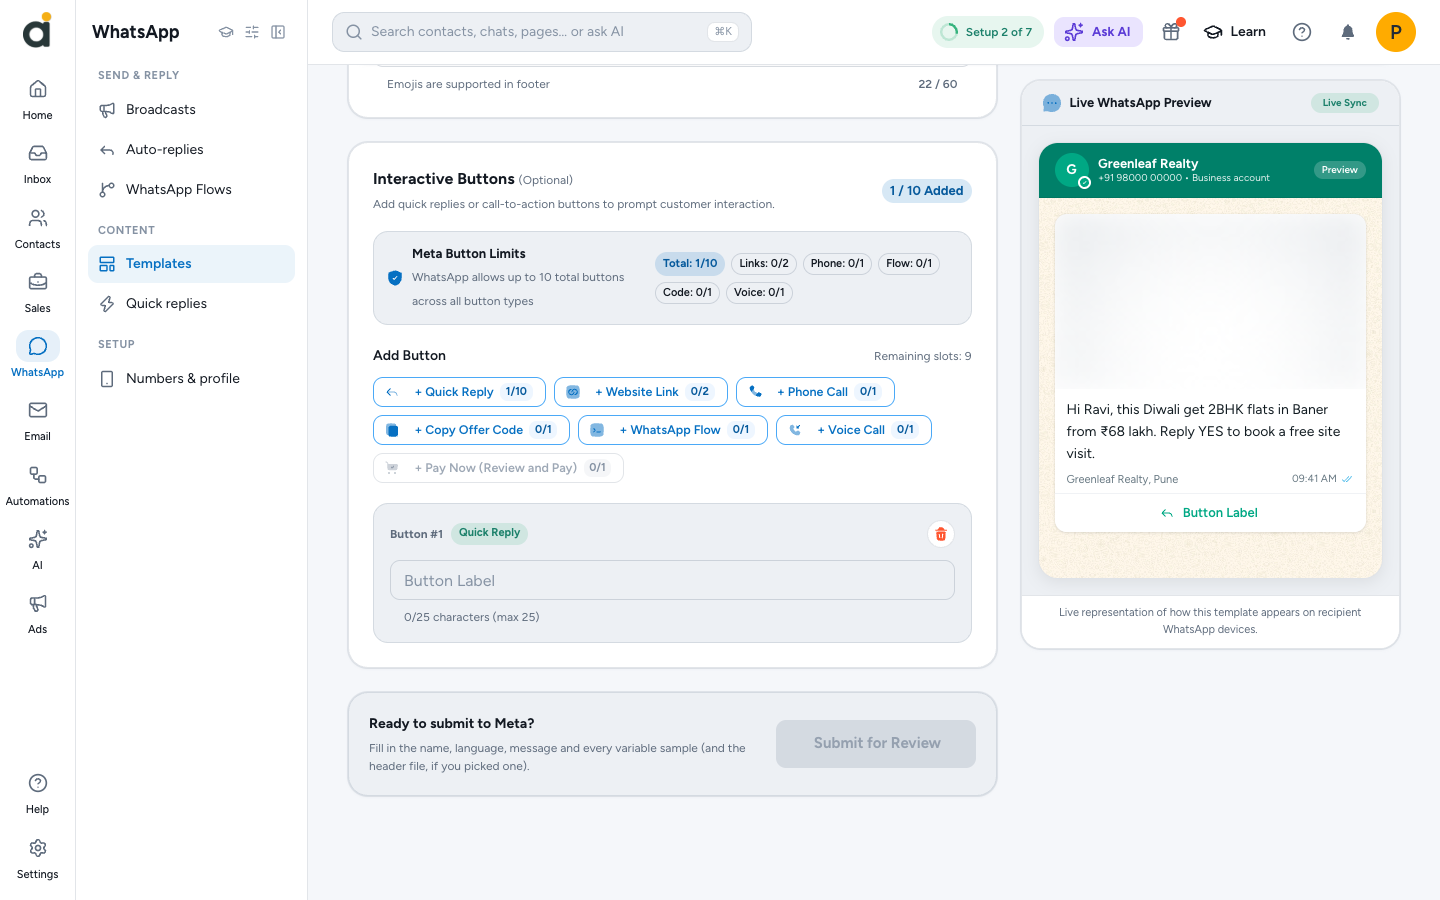 WhatsApp
Search contacts, chats, pages... or ask AI
⌘K
Setup 2 of 7
Ask AI
Learn
P
Home
Inbox
Contacts
Sales
WhatsApp
Email
Automations
AI
Ads
Help
Settings
SEND & REPLY
Broadcasts
Auto-replies
WhatsApp Flows
CONTENT
Templates
Quick replies
SETUP
Numbers & profile
Emojis are supported in footer
22 / 60
Interactive Buttons (Optional)
Add quick replies or call-to-action buttons to prompt customer interaction.
1 / 10 Added
Meta Button Limits
WhatsApp allows up to 10 total buttons
across all button types
Total: 1/10
Links: 0/2
Phone: 0/1
Flow: 0/1
Code: 0/1
Voice: 0/1
Add Button
Remaining slots: 9
+ Quick Reply 1/10
+ Website Link 0/2
+ Phone Call 0/1
+ Copy Offer Code 0/1
+ WhatsApp Flow 0/1
+ Voice Call 0/1
+ Pay Now (Review and Pay) 0/1
Button #1
Quick Reply
Button Label
0/25 characters (max 25)
Ready to submit to Meta?
Fill in the name, language, message and every variable sample (and the
header file, if you picked one).
Submit for Review
Live WhatsApp Preview
Live Sync
G
Greenleaf Realty
+91 98000 00000 • Business account
Preview
Hi Ravi, this Diwali get 2BHK flats in Baner
from ₹68 lakh. Reply YES to book a free site
visit.
Greenleaf Realty, Pune
09:41 AM
Button Label
Live representation of how this template appears on recipient
WhatsApp devices.